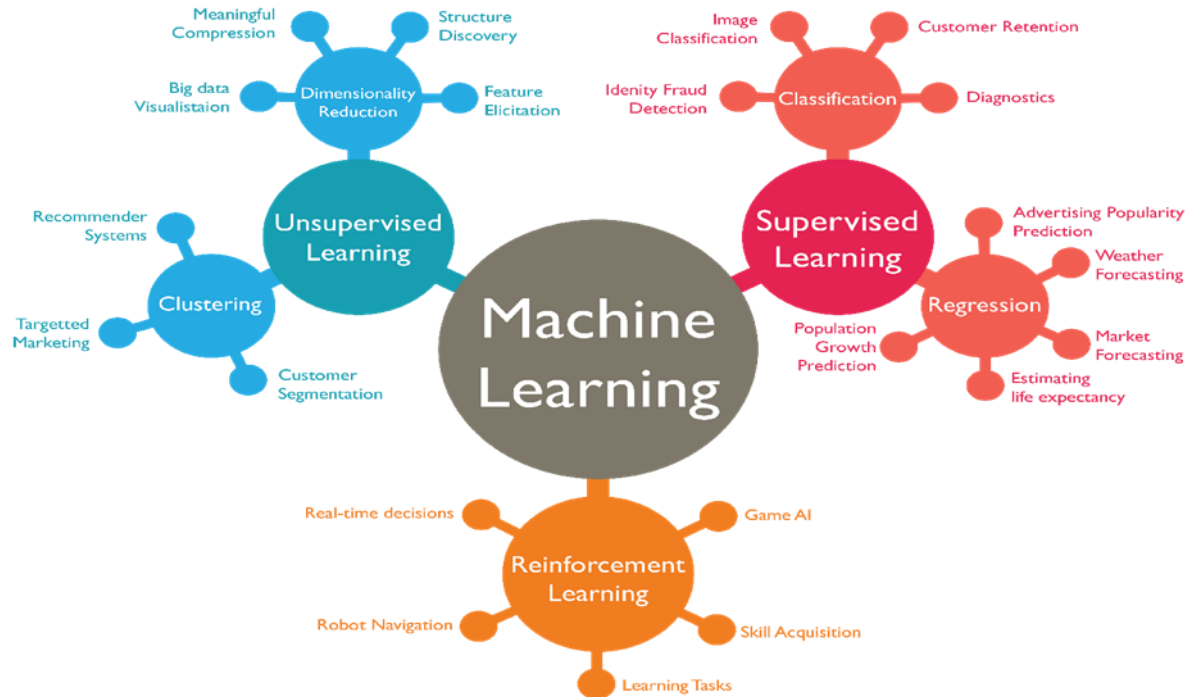 Meaningful
Compression
Structure
Discovery
Big data
Visualistaion
Dimensionality
Reduction
Feature
Elicitation
Image
Classification
Customer Retention
Idenity Fraud
Detection
Classification
Diagnostics
Unsupervised
Learning
Supervised
Learning
Recommender
Systems
Clustering
Targetted
Marketing
Customer
Segmentation
Machine
Learning
Advertising Popularity
Prediction
Weather
Forecasting
Regression
Population
Growth
Prediction
Market
Forecasting
Estimating
life expectancy
Real-time decisions
Game AI
Reinforcement
Learning
Robot Navigation
Skill Acquisition
Learning Tasks